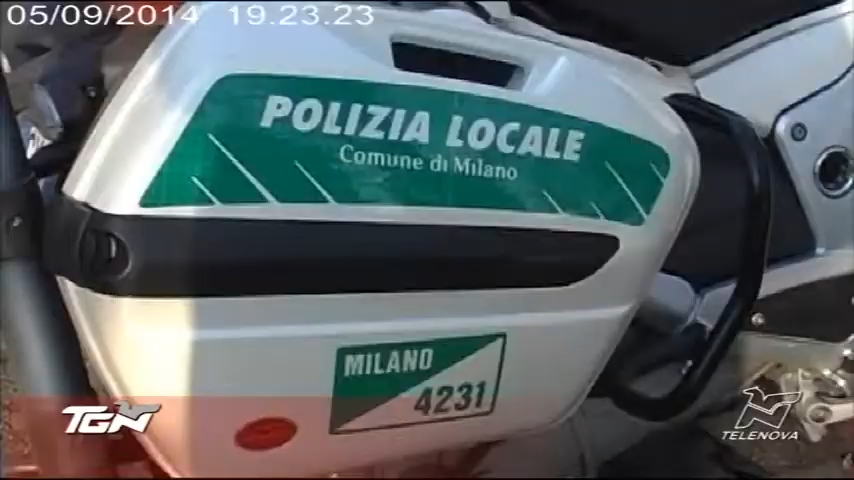 05/09/2014 19.23.23
POLIZIA LOCALE
Comune di Milano
MILANO
4231
TGN
TELENOVA